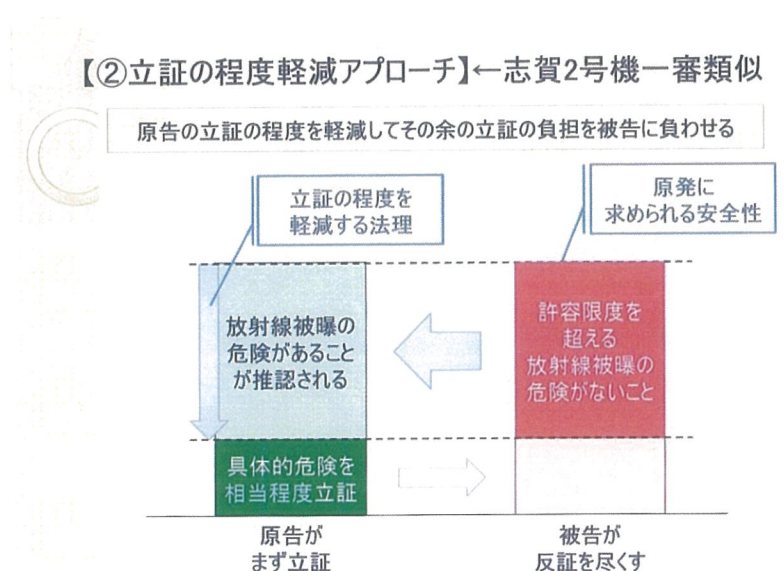 【②立証の程度軽減アプローチ】←志賀2号機一審類似
原告の立証の程度を軽減してその余の立証の負担を被告に負わせる
立証の程度を
軽減する法理
原発に
求められる安全性
放射線被曝の
危険があること
が推認される
許容限度を
超える
放射線被曝の
危険がないこと
具体的危険を
相当程度立証
原告が
まず立証
被告が
反証を尽くす